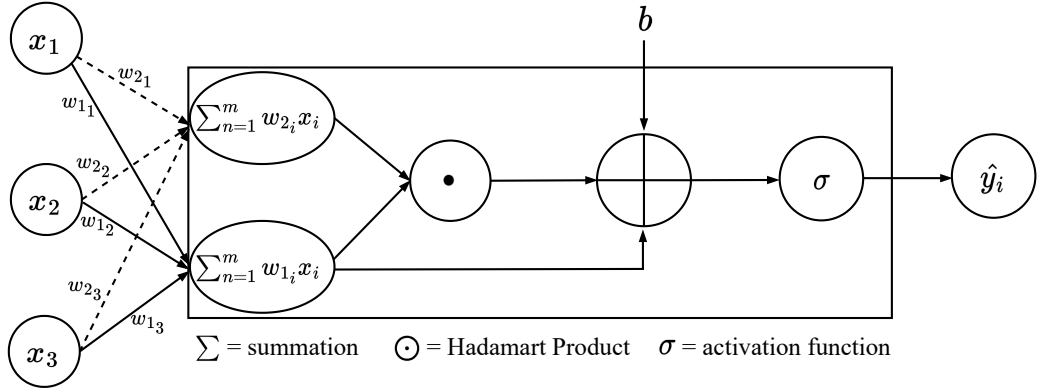 b
x₁
w₂₁
w₁₁
∑ₙ₌₁ᵐ w₂ᵢxᵢ
w₂₂
x₂
w₁₂
σ
ŷᵢ
∑ₙ₌₁ᵐ w₁ᵢxᵢ
w₂₃
w₁₃
x₃
∑ = summation ⊙ = Hadamart Product σ = activation function